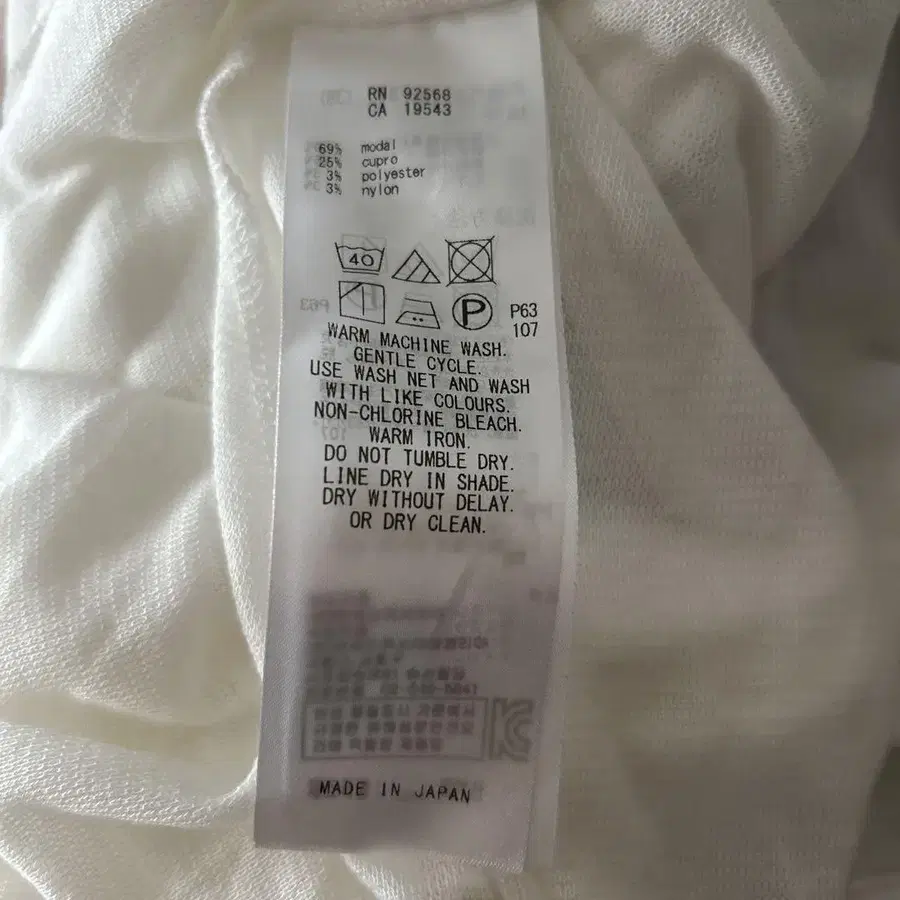 RN 92568
CA 19543
69% modal
25% cupro
3% polyester
3% nylon
40
P
P63
107
WARM MACHINE WASH.
GENTLE CYCLE.
USE WASH NET AND WASH
WITH LIKE COLOURS.
NON-CHLORINE BLEACH.
WARM IRON.
DO NOT TUMBLE DRY.
LINE DRY IN SHADE.
DRY WITHOUT DELAY.
OR DRY CLEAN.
MADE IN JAPAN